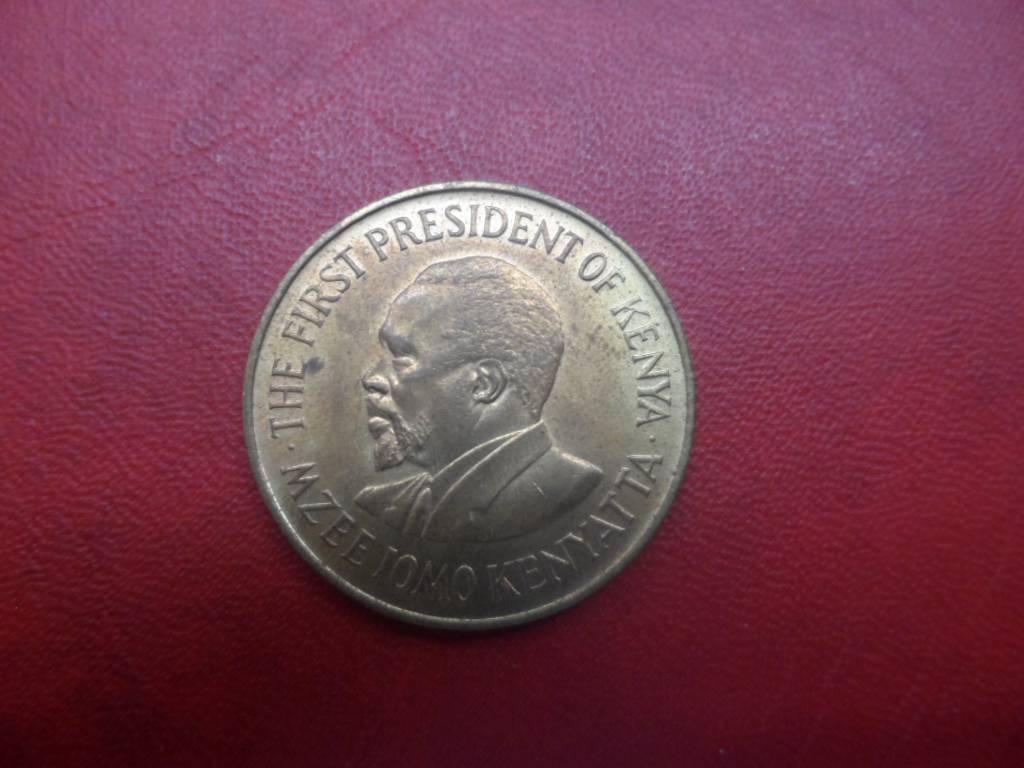 · THE FIRST PRESIDENT OF KENYA ·
MZEE JOMO KENYATTA